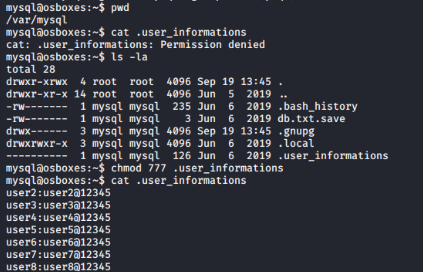 mysql@osboxes:~$ pwd
/var/mysql
mysql@osboxes:~$ cat .user_informations
cat: .user_informations: Permission denied
mysql@osboxes:~$ ls -la
total 28
drwxr-xrwx  4 root  root  4096 Sep 19 13:45 .
drwxr-xr-x 14 root  root  4096 Jun  5  2019 ..
-rw-------  1 mysql mysql  235 Jun  6  2019 .bash_history
-rw-------  1 mysql mysql    3 Jun  6  2019 db.txt.save
drwx------  3 mysql mysql 4096 Sep 19 13:45 .gnupg
drwxrwxr-x  3 mysql mysql 4096 Jun  6  2019 .local
----------  1 mysql mysql  126 Jun  6  2019 .user_informations
mysql@osboxes:~$ chmod 777 .user_informations
mysql@osboxes:~$ cat .user_informations
user2:user2@12345
user3:user3@12345
user4:user4@12345
user5:user5@12345
user6:user6@12345
user7:user7@12345
user8:user8@12345